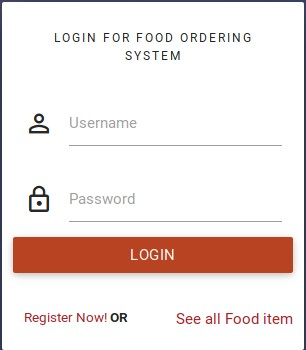 LOGIN FOR FOOD ORDERING
SYSTEM
Username
Password
LOGIN
Register Now! OR See all Food item